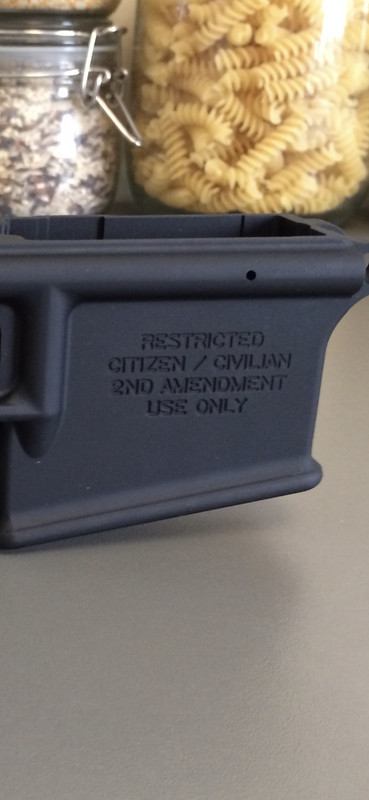 RESTRICTED
CITIZEN / CIVILIAN
2ND AMENDMENT
USE ONLY